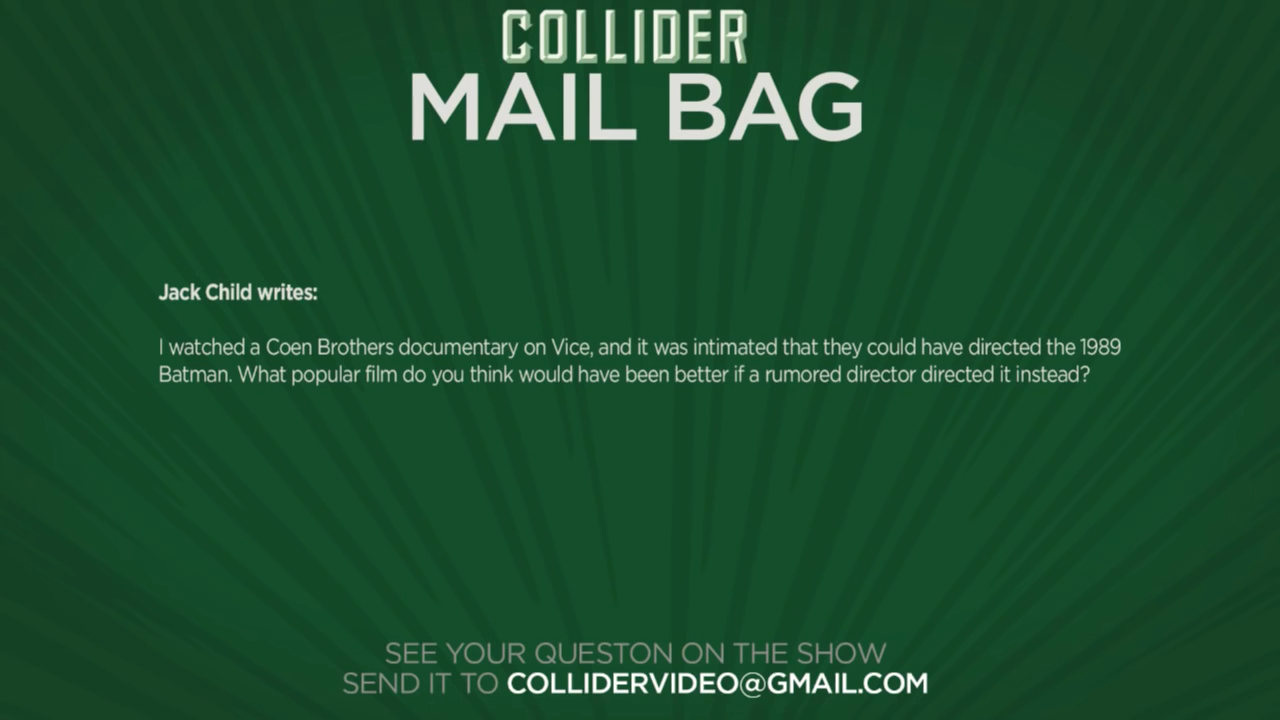 COLLIDER
MAIL BAG
Jack Child writes:
I watched a Coen Brothers documentary on Vice, and it was intimated that they could have directed the 1989
Batman. What popular film do you think would have been better if a rumored director directed it instead?
SEE YOUR QUESTON ON THE SHOW
SEND IT TO COLLIDERVIDEO@GMAIL.COM